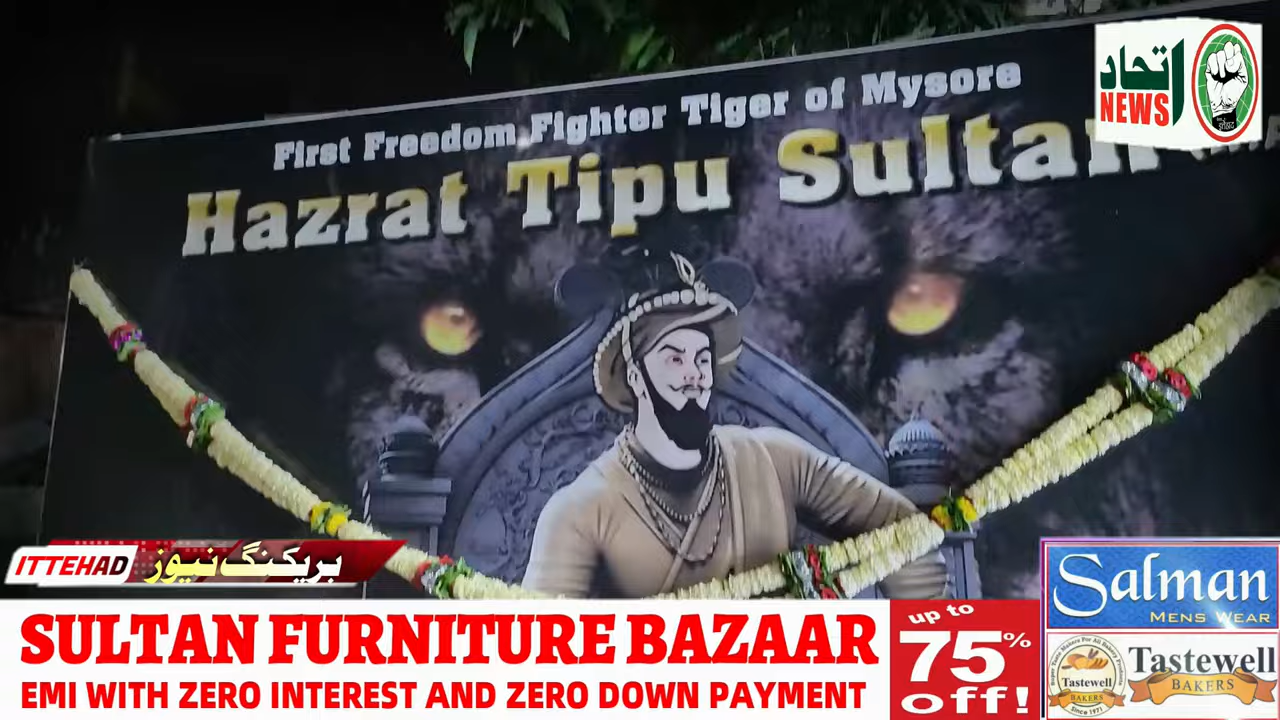 First Freedom Fighter Tiger of Mysore
Hazrat Tipu Sultan
اتحاد
NEWS
ITTEHAD
بریکنگ نیوز
SULTAN FURNITURE BAZAAR
EMI WITH ZERO INTEREST AND ZERO DOWN PAYMENT
up to
75%
off!
Salman
MENS WEAR
Tastewell
BAKERS
Since 1971
Tastewell
BAKERS